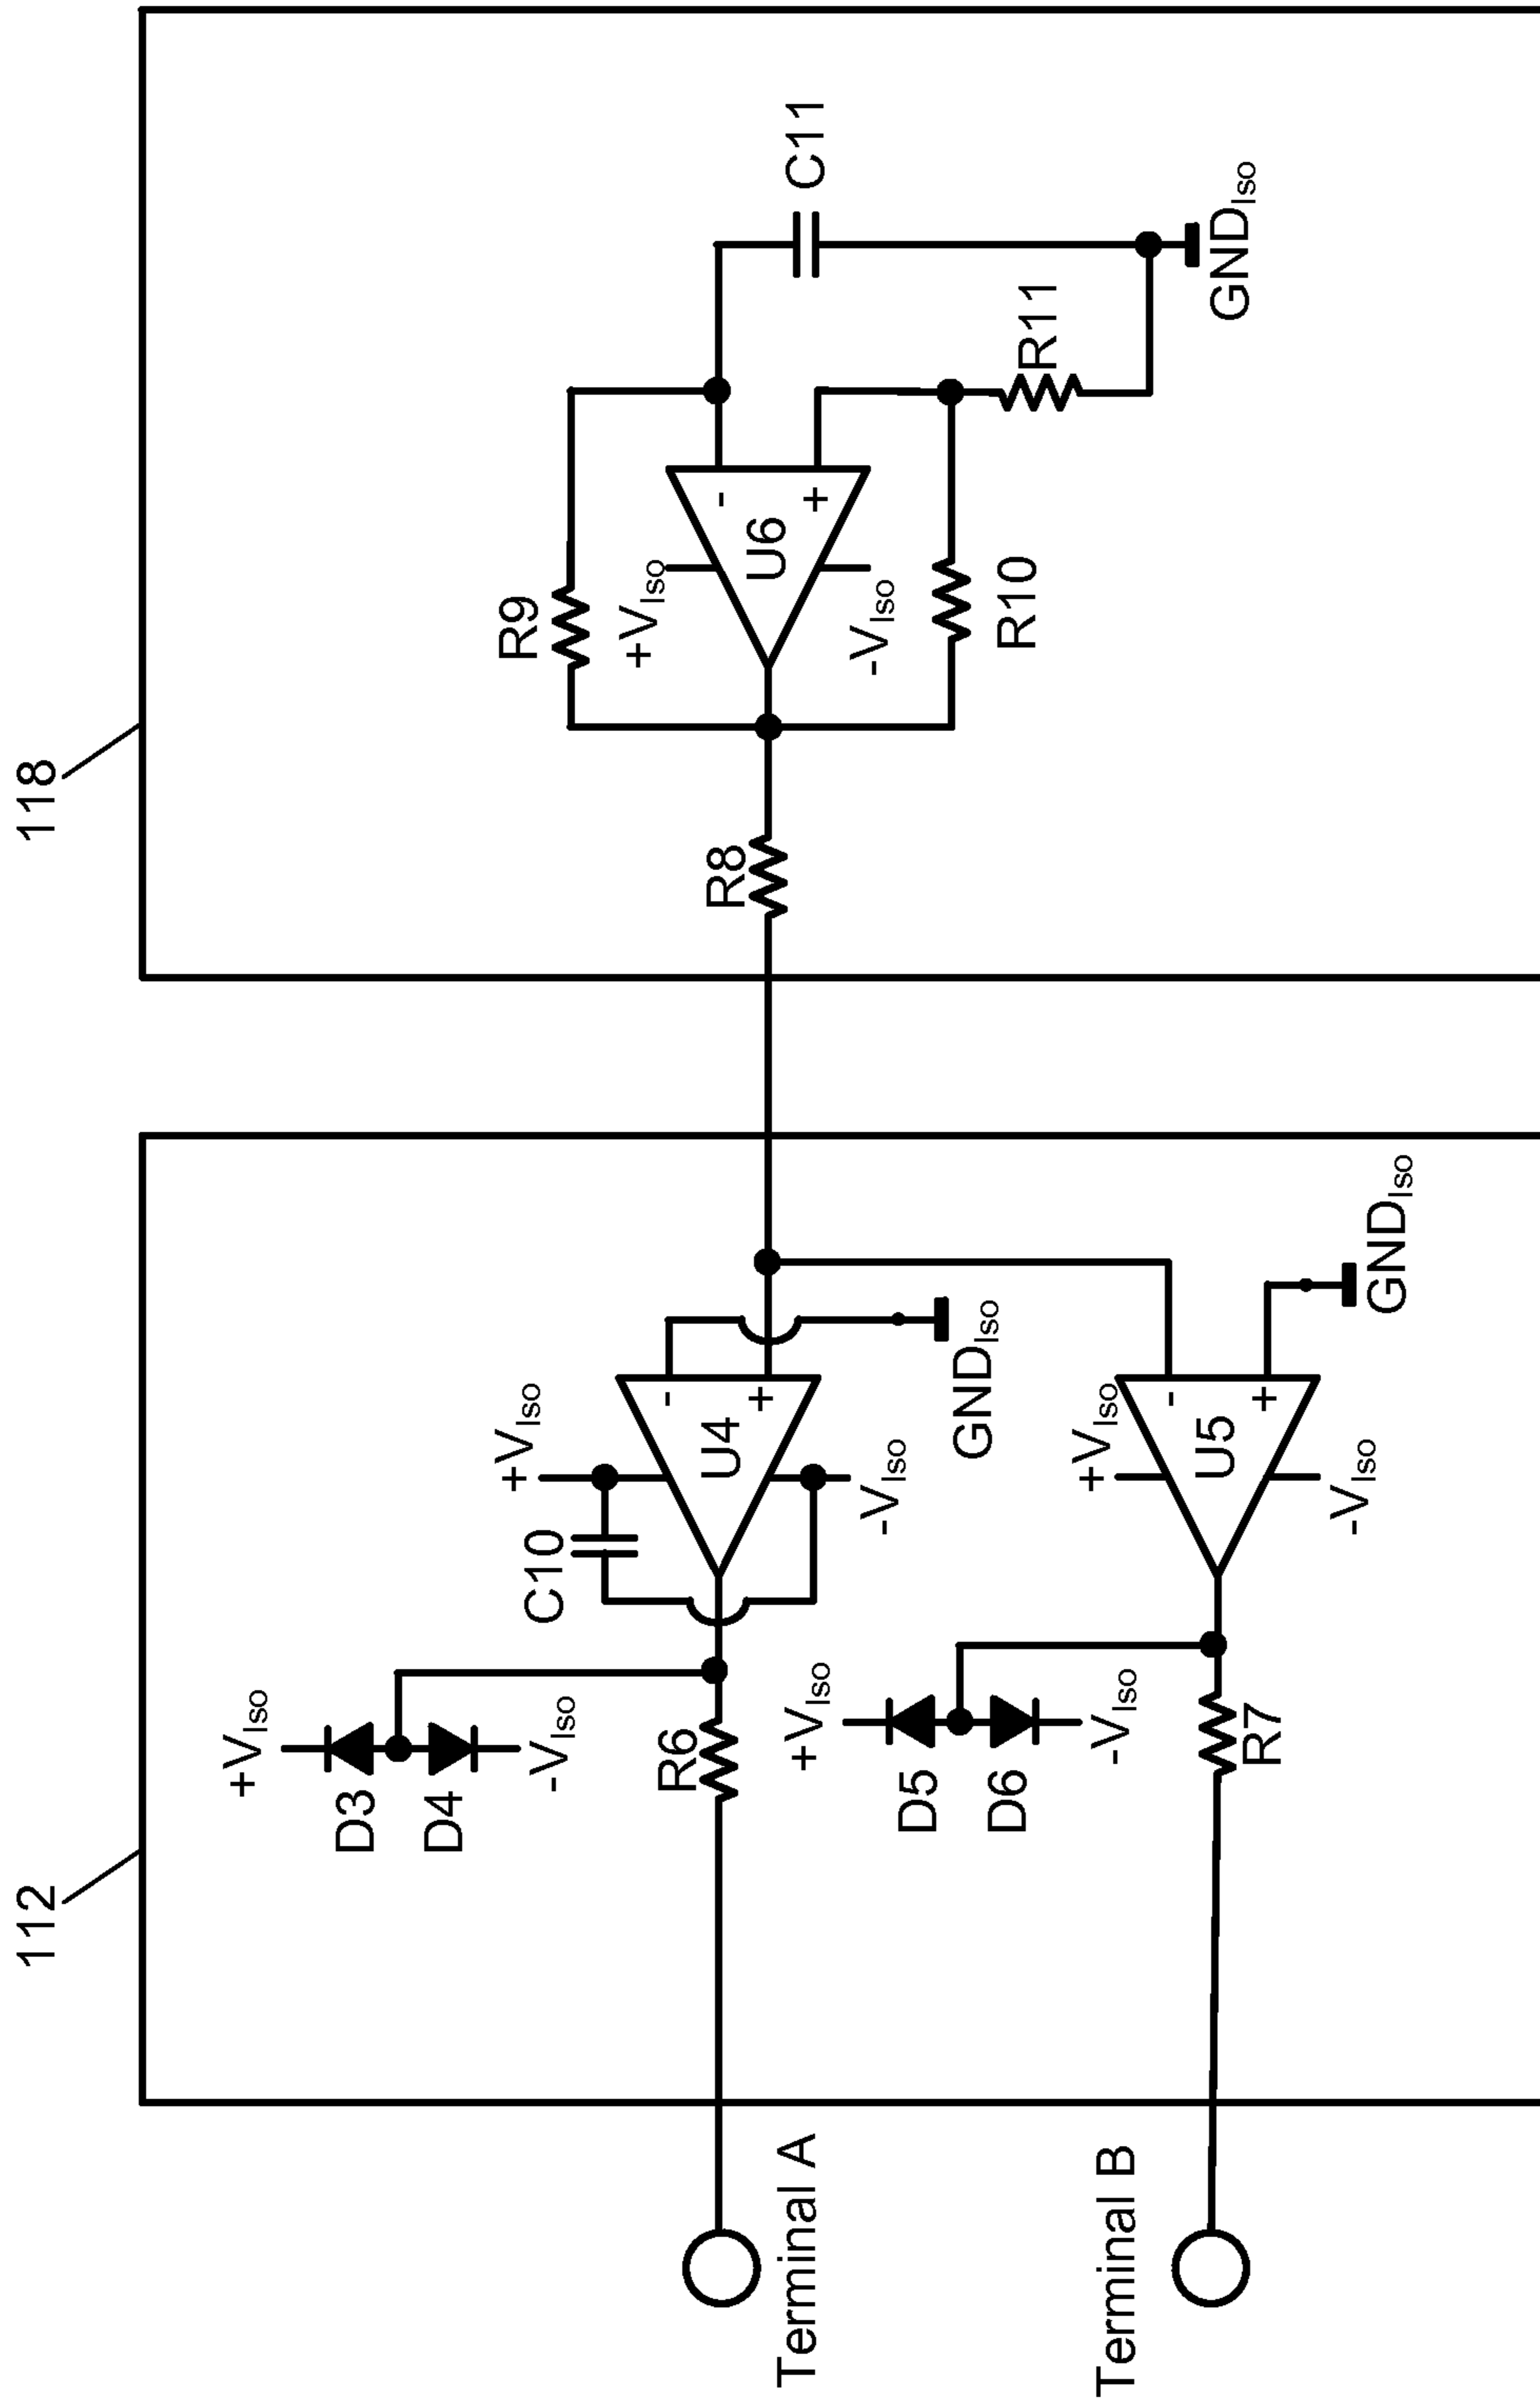 118
C11
R9
+VIso
U6
-
+
-VIso
R10
R11
GNDIso
R8
112
+VIso
D3
D4
-VIso
C10
+VIso
U4
-
+
-VIso
GNDIso
R6
+VIso
D5
D6
-VIso
+VIso
U5
-
+
-VIso
GNDIso
R7
Terminal A
Terminal B